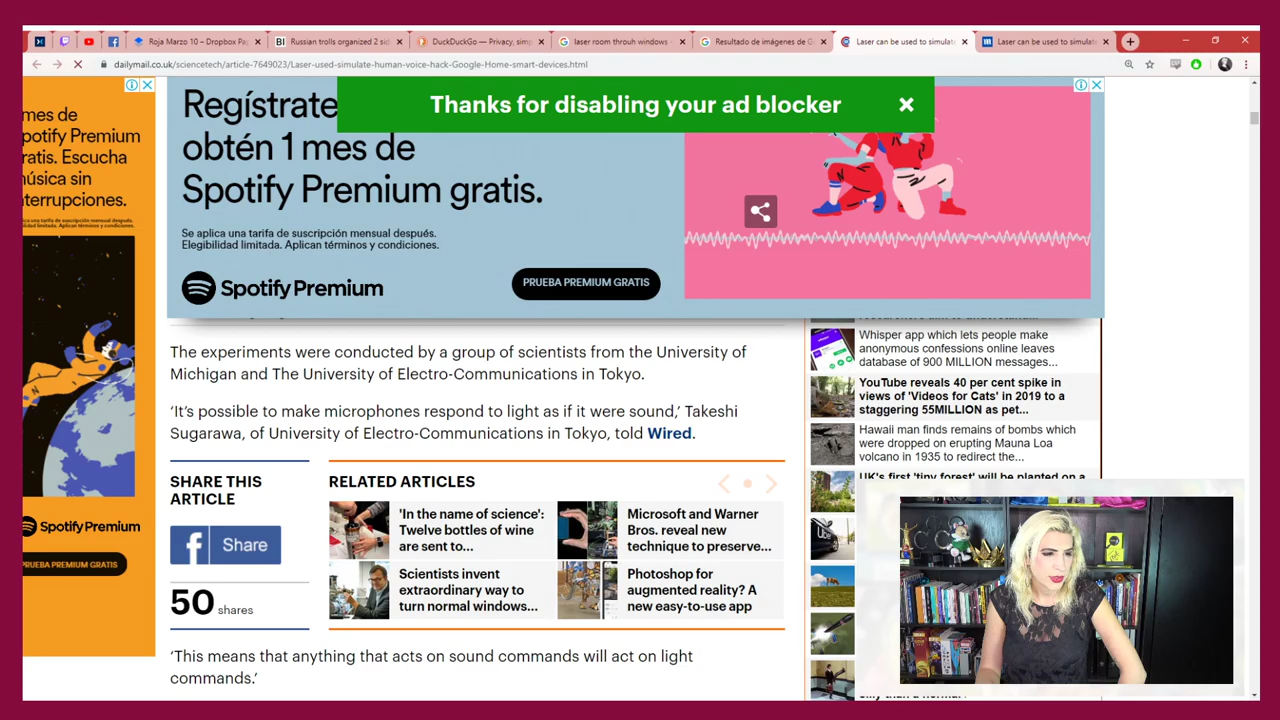 Roja Marzo 10 – Dropbox Pap
BI
Russian trolls organized 2 sid
DuckDuckGo — Privacy, simp
laser room throuh windows -
Resultado de imágenes de G
Laser can be used to simulate
Laser can be used to simulat
dailymail.co.uk/sciencetech/article-7649023/Laser-used-simulate-human-voice-hack-Google-Home-smart-devices.html
mes de
potify Premium
ratis. Escucha
úsica sin
terrupciones.
Spotify Premium
PRUEBA PREMIUM GRATIS
Regístrate
obtén 1 mes de
Spotify Premium gratis.
Se aplica una tarifa de suscripción mensual después.
Elegibilidad limitada. Aplican términos y condiciones.
Spotify Premium
PRUEBA PREMIUM GRATIS
Thanks for disabling your ad blocker
The experiments were conducted by a group of scientists from the University of
Michigan and The University of Electro-Communications in Tokyo.
‘It’s possible to make microphones respond to light as if it were sound,’ Takeshi
Sugarawa, of University of Electro-Communications in Tokyo, told Wired.
SHARE THIS
ARTICLE
f Share
50 shares
RELATED ARTICLES
'In the name of science':
Twelve bottles of wine
are sent to...
Microsoft and Warner
Bros. reveal new
technique to preserve...
Scientists invent
extraordinary way to
turn normal windows...
Photoshop for
augmented reality? A
new easy-to-use app
‘This means that anything that acts on sound commands will act on light
commands.’
Whisper app which lets people make
anonymous confessions online leaves
database of 900 MILLION messages...
YouTube reveals 40 per cent spike in
views of 'Videos for Cats' in 2019 to a
staggering 55MILLION as pet...
Hawaii man finds remains of bombs which
were dropped on erupting Mauna Loa
volcano in 1935 to redirect the...
UK's first 'tiny forest' will be planted on a
Uber